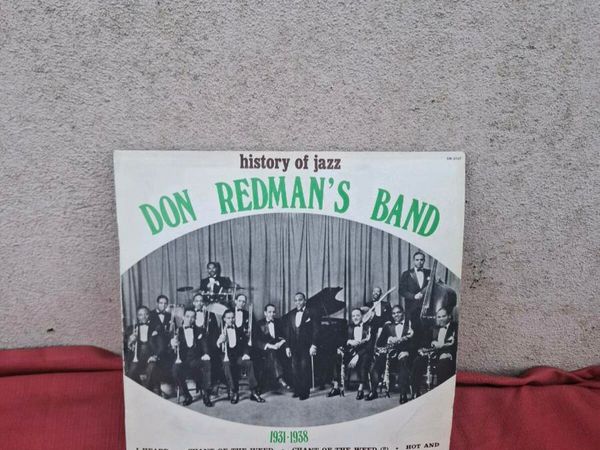 history of jazz
DON REDMAN'S BAND
1931-1938
I HEARD • CHANT OF THE WEED • CHANT OF THE WEED (2) • HOT AND